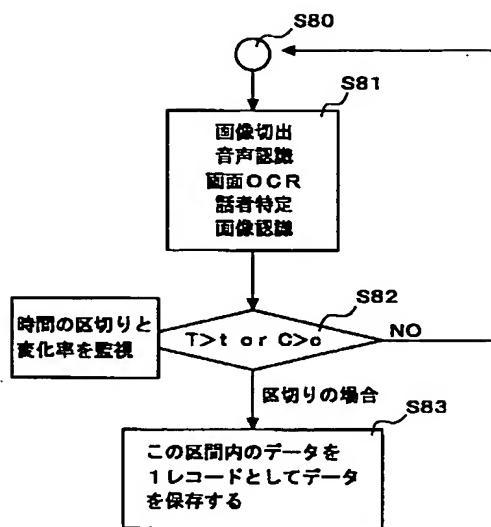 S80
S81
画像切出
音声認識
画面OCR
話者特定
画像認識
S82
時間の区切りと
変化率を監視
T>t or C>c
NO
区切りの場合
S83
この区間内のデータを
1レコードとしてデータ
を保存する